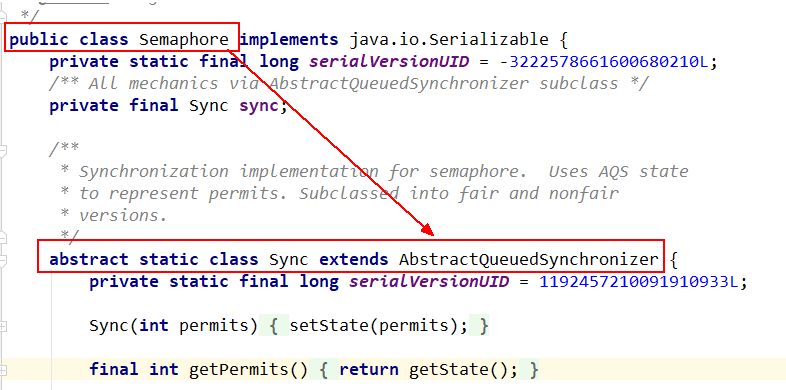 */
public class Semaphore implements java.io.Serializable {
private static final long serialVersionUID = -3222578661600680210L;
/** All mechanics via AbstractQueuedSynchronizer subclass */
private final Sync sync;
/**
* Synchronization implementation for semaphore.  Uses AQS state
* to represent permits. Subclassed into fair and nonfair
* versions.
*/
abstract static class Sync extends AbstractQueuedSynchronizer {
private static final long serialVersionUID = 1192457210091910933L;
Sync(int permits) { setState(permits); }
final int getPermits() { return getState(); }